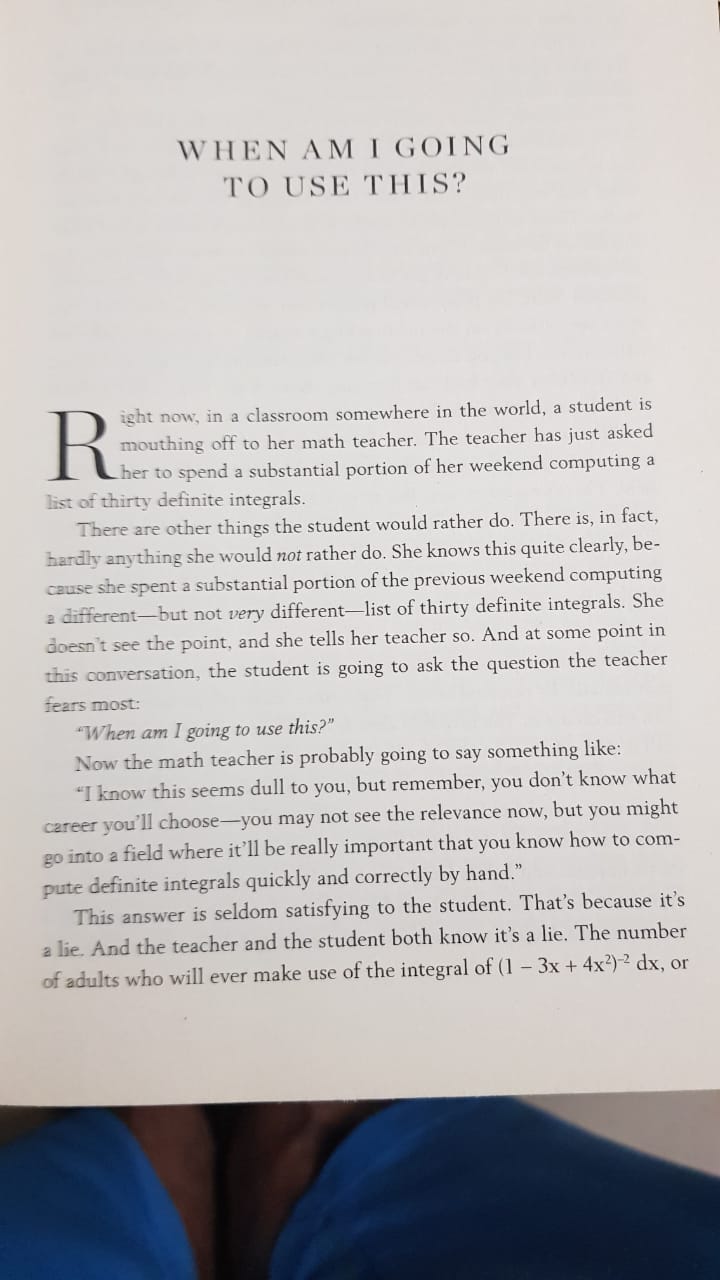 WHEN AM I GOING
TO USE THIS?
Right now, in a classroom somewhere in the world, a student is
mouthing off to her math teacher. The teacher has just asked
her to spend a substantial portion of her weekend computing a
list of thirty definite integrals.
There are other things the student would rather do. There is, in fact,
hardly anything she would not rather do. She knows this quite clearly, be-
cause she spent a substantial portion of the previous weekend computing
a different—but not very different—list of thirty definite integrals. She
doesn't see the point, and she tells her teacher so. And at some point in
this conversation, the student is going to ask the question the teacher
fears most:
“When am I going to use this?”
Now the math teacher is probably going to say something like:
“I know this seems dull to you, but remember, you don’t know what
career you’ll choose—you may not see the relevance now, but you might
go into a field where it’ll be really important that you know how to com-
pute definite integrals quickly and correctly by hand.”
This answer is seldom satisfying to the student. That’s because it’s
a lie. And the teacher and the student both know it’s a lie. The number
of adults who will ever make use of the integral of (1 – 3x + 4x²)⁻² dx, or